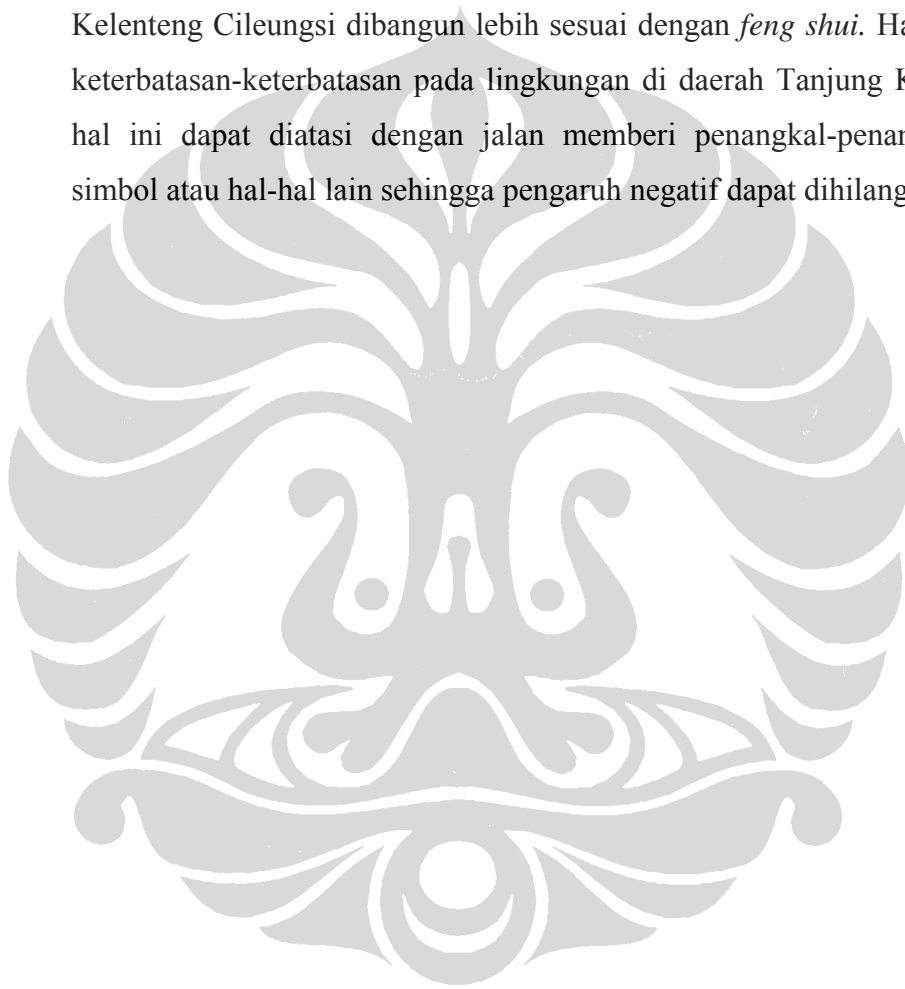 Kelenteng Cileungsi dibangun lebih sesuai dengan feng shui. Ha
keterbatasan-keterbatasan pada lingkungan di daerah Tanjung K
hal ini dapat diatasi dengan jalan memberi penangkal-penan
simbol atau hal-hal lain sehingga pengaruh negatif dapat dihilang